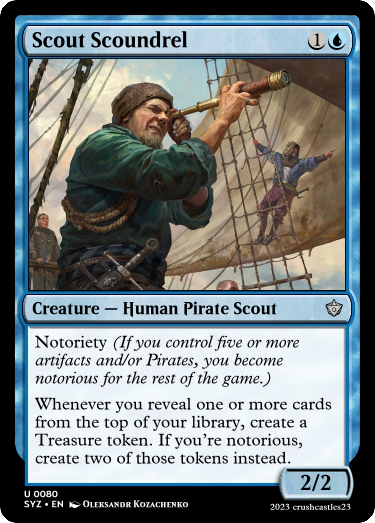 Scout Scoundrel 1
Creature — Human Pirate Scout
Notoriety (If you control five or more
artifacts and/or Pirates, you become
notorious for the rest of the game.)
Whenever you reveal one or more cards
from the top of your library, create a
Treasure token. If you're notorious,
create two of those tokens instead.
2/2
U 0080
SYZ • EN Oleksandr Kozachenko
2023 crushcastles23